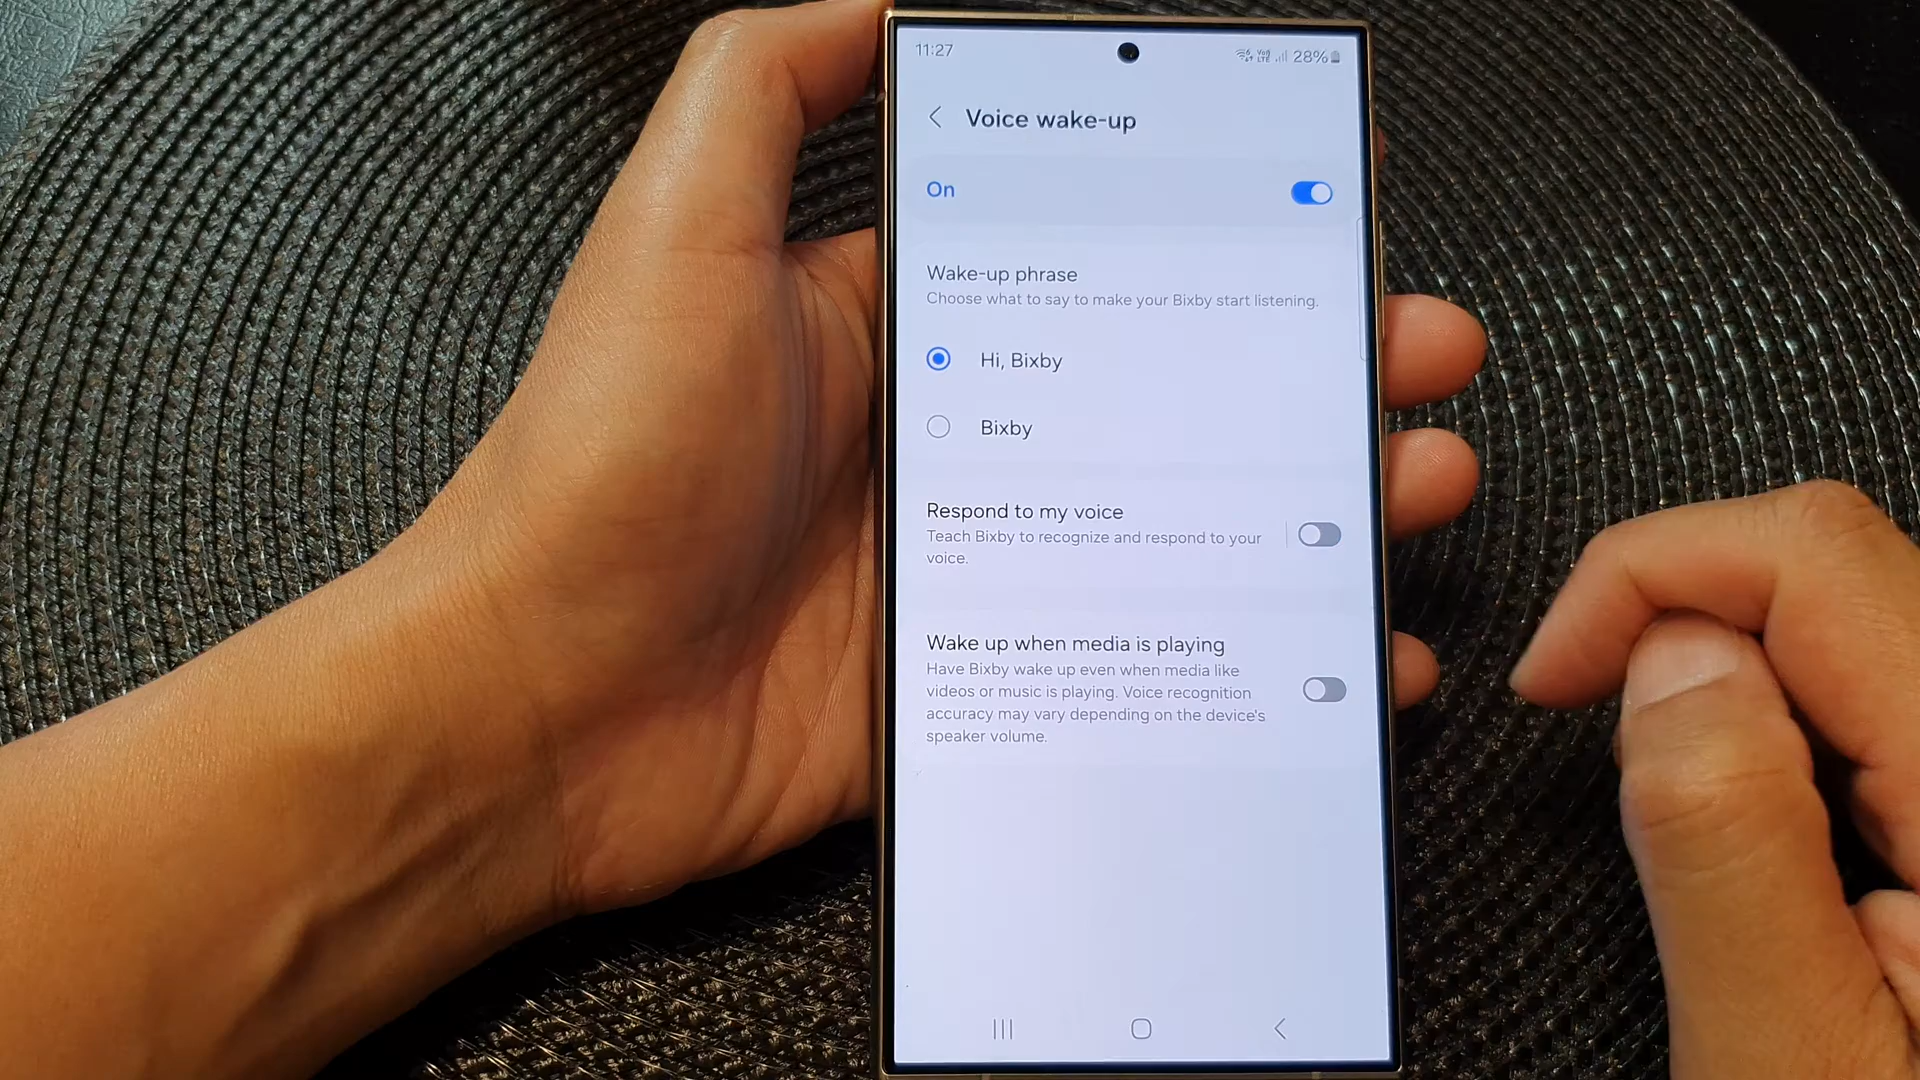 11:27
28%
Voice wake-up
On
Wake-up phrase
Choose what to say to make your Bixby start listening.
Hi, Bixby
Bixby
Respond to my voice
Teach Bixby to recognize and respond to your
voice.
Wake up when media is playing
Have Bixby wake up even when media like
videos or music is playing. Voice recognition
accuracy may vary depending on the device's
speaker volume.